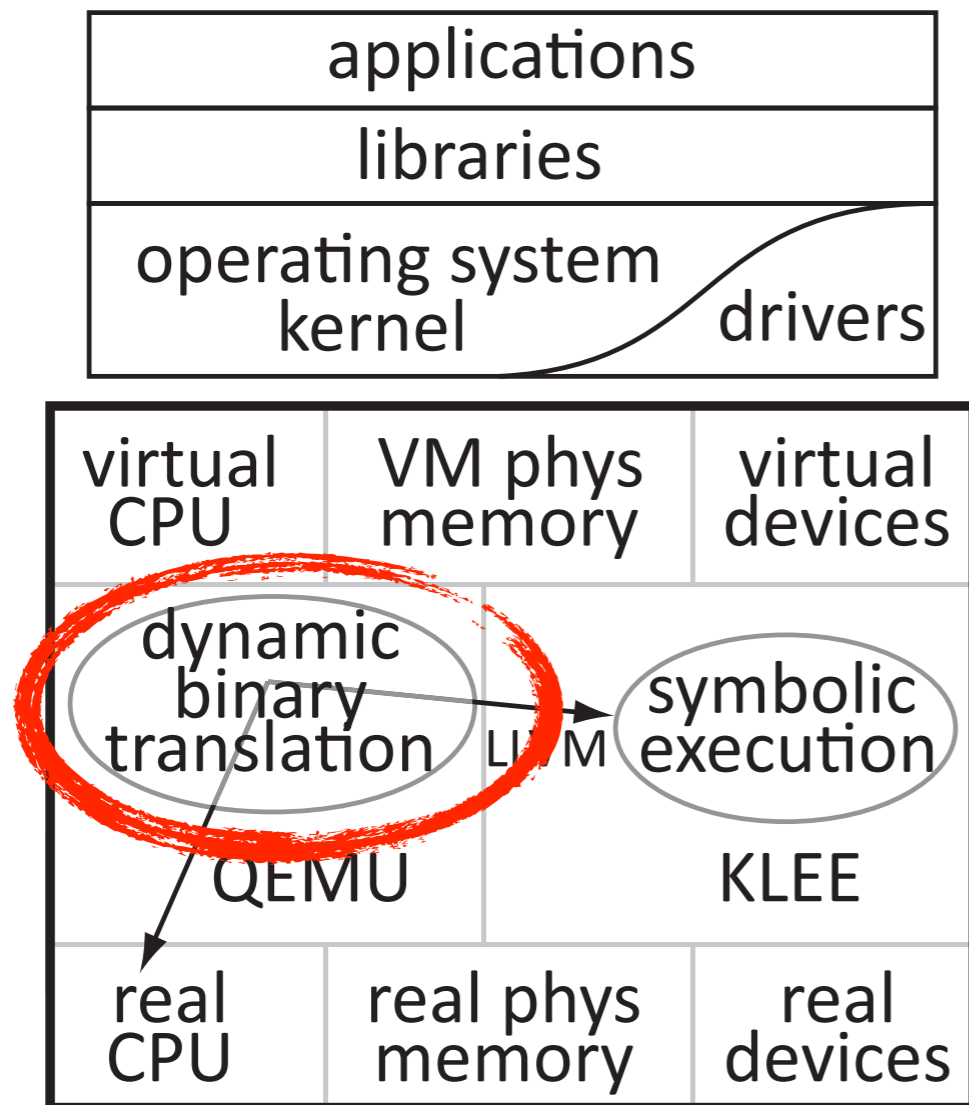 applications
libraries
operating system
kernel
drivers
virtual
CPU
VM phys
memory
virtual
devices
dynamic
binary
translation
LLVM
symbolic
execution
QEMU
KLEE
real
CPU
real phys
memory
real
devices